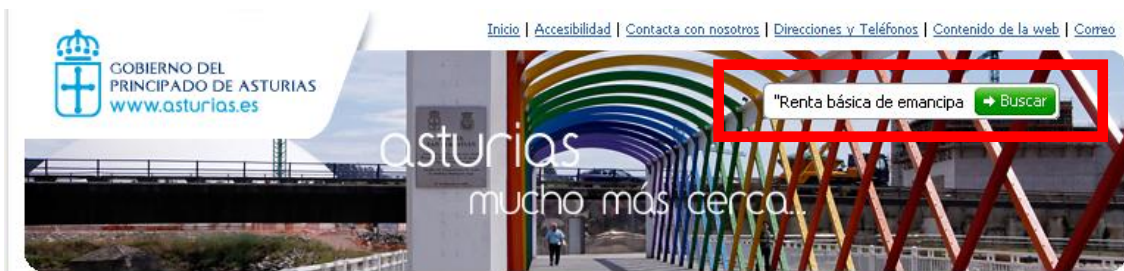 Inicio | Accesibilidad | Contacta con nosotros | Direcciones y Teléfonos | Contenido de la web | Correo
GOBIERNO DEL
PRINCIPADO DE ASTURIAS
www.asturias.es
"Renta básica de emancipa
Buscar
asturias
mucho más cerca...